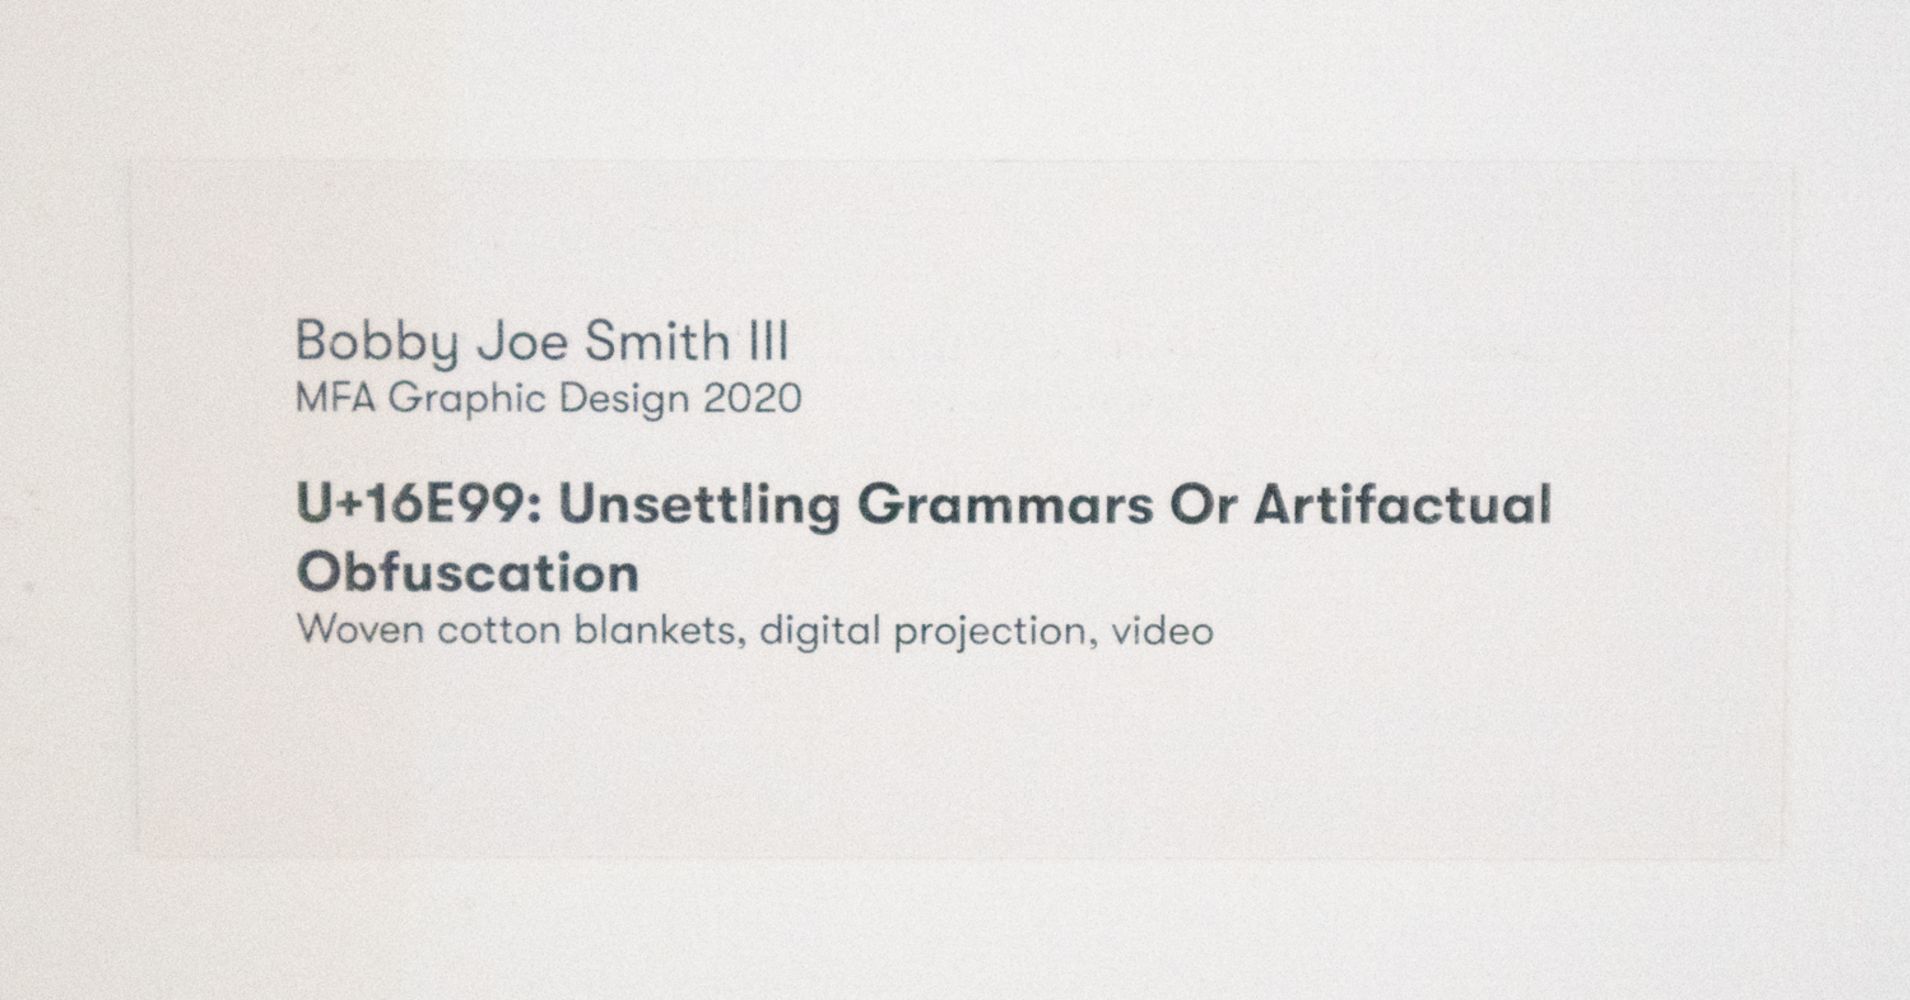 Bobby Joe Smith III
MFA Graphic Design 2020
U+16E99: Unsettling Grammars Or Artifactual
Obfuscation
Woven cotton blankets, digital projection, video